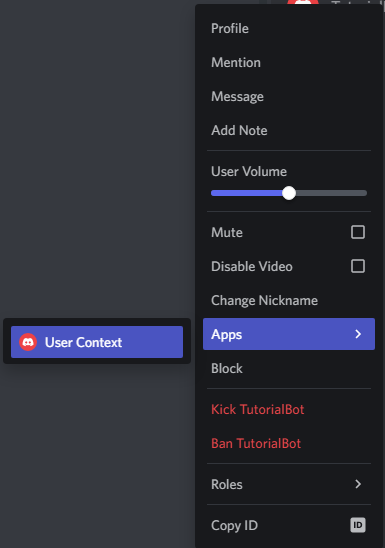 Profile
Mention
Message
Add Note
User Volume
Mute
Disable Video
Change Nickname
Apps
User Context
Block
Kick TutorialBot
Ban TutorialBot
Roles
Copy ID
ID